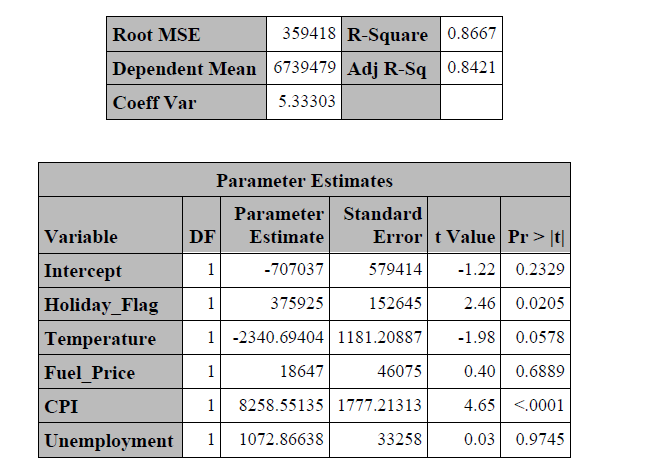 Root MSE 359418 R-Square 0.8667
Dependent Mean 6739479 Adj R-Sq 0.8421
Coeff Var 5.33303
Parameter Estimates
Variable DF Parameter Estimate Standard Error t Value Pr > |t|
Intercept 1 -707037 579414 -1.22 0.2329
Holiday_Flag 1 375925 152645 2.46 0.0205
Temperature 1 -2340.69404 1181.20887 -1.98 0.0578
Fuel_Price 1 18647 46075 0.40 0.6889
CPI 1 8258.55135 1777.21313 4.65 <.0001
Unemployment 1 1072.86638 33258 0.03 0.9745